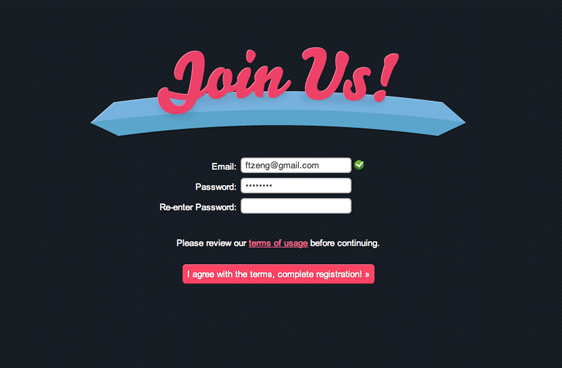 Join Us!
Email: ftzeng@gmail.com
Password: ••••••••
Re-enter Password:
Please review our terms of usage before continuing.
I agree with the terms, complete registration! »